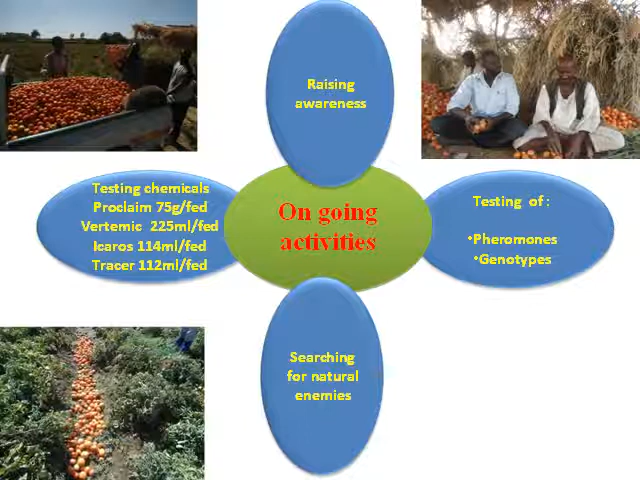 Raising
awareness
Testing chemicals
Proclaim 75g/fed
Vertemic 225ml/fed
Icaros 114ml/fed
Tracer 112ml/fed
On going
activities
Testing of :
•Pheromones
•Genotypes
Searching
for natural
enemies